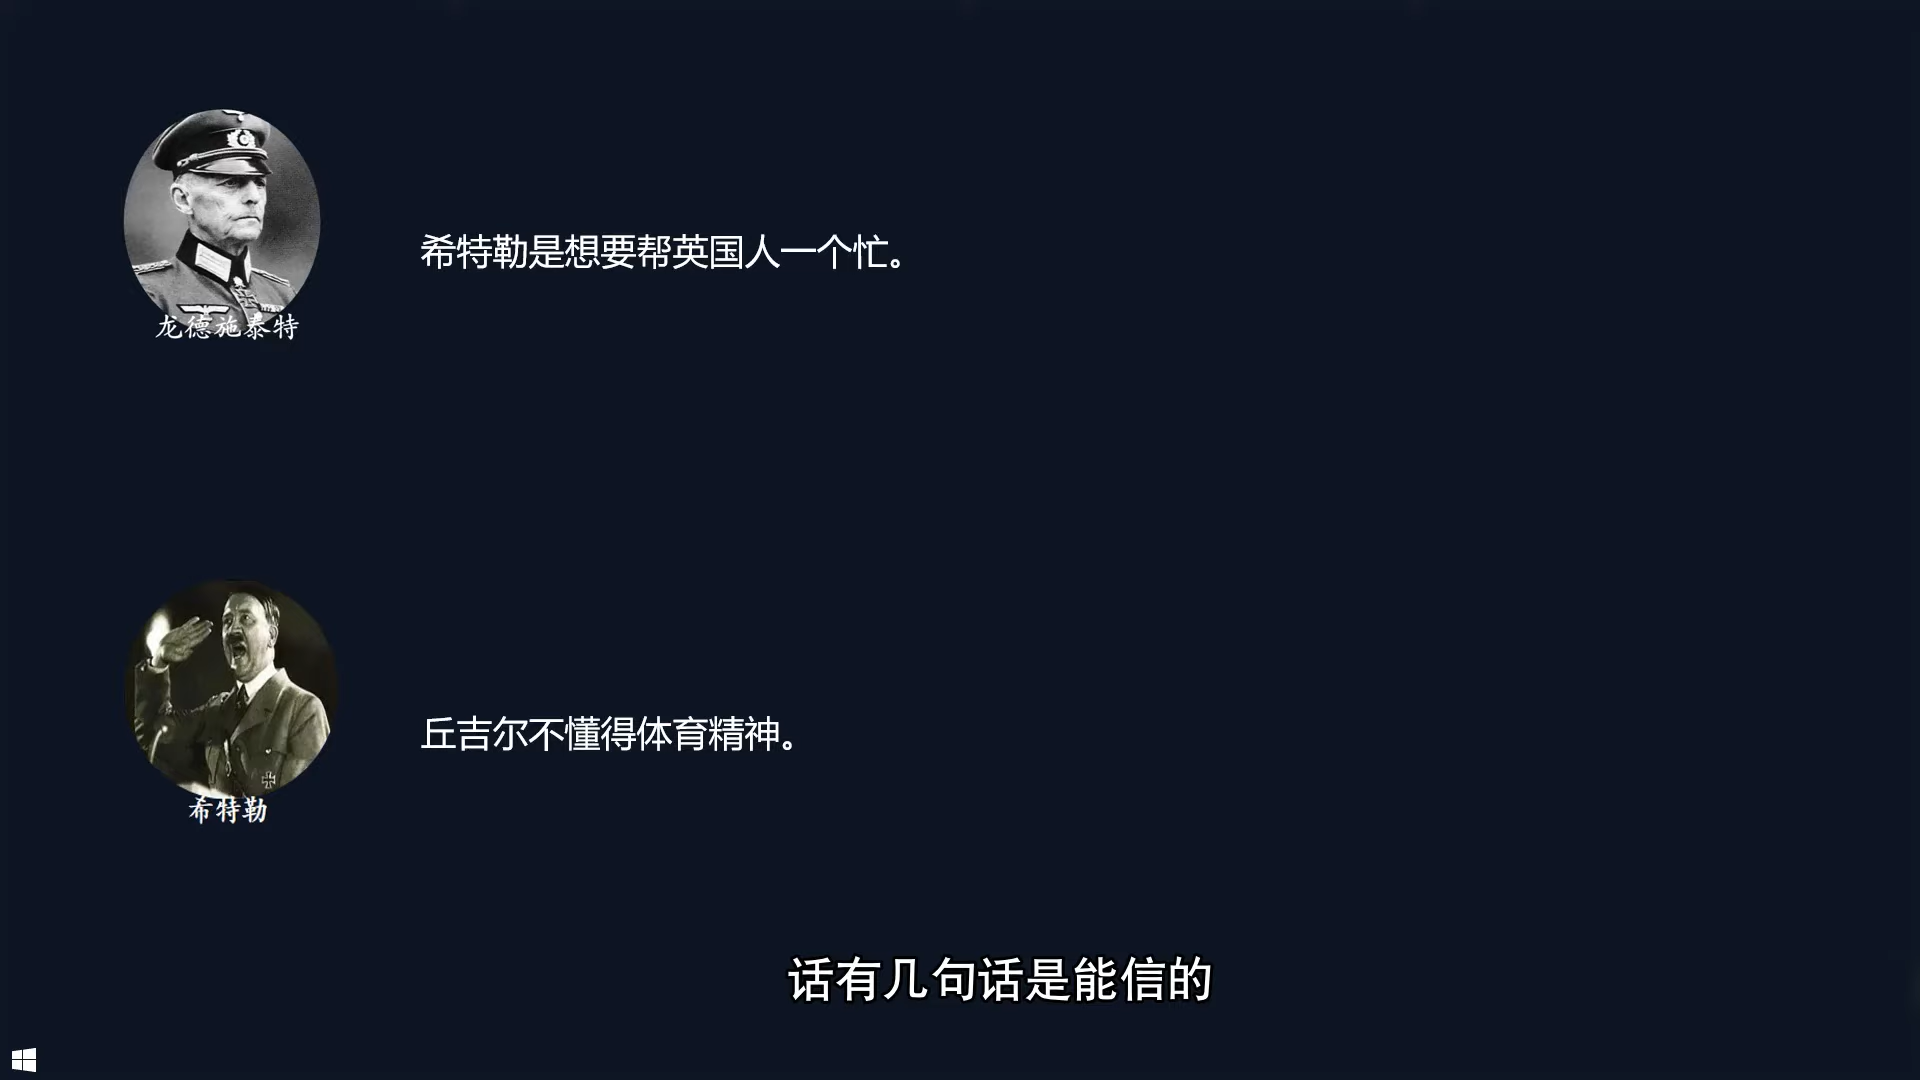 希特勒是想要帮英国人一个忙。
龙德施泰特
丘吉尔不懂得体育精神。
希特勒
话有几句话是能信的